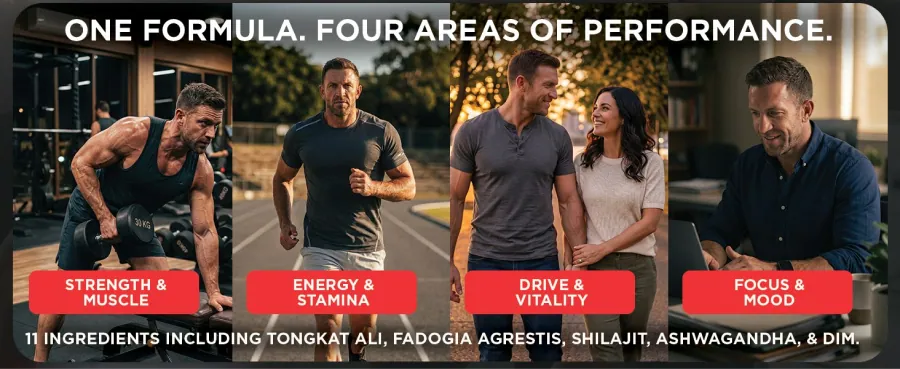 ONE FORMULA. FOUR AREAS OF PERFORMANCE.
30 KG
STRENGTH &
MUSCLE
ENERGY &
STAMINA
DRIVE &
VITALITY
FOCUS &
MOOD
11 INGREDIENTS INCLUDING TONGKAT ALI, FADOGIA AGRESTIS, SHILAJIT, ASHWAGANDHA, & DIM.